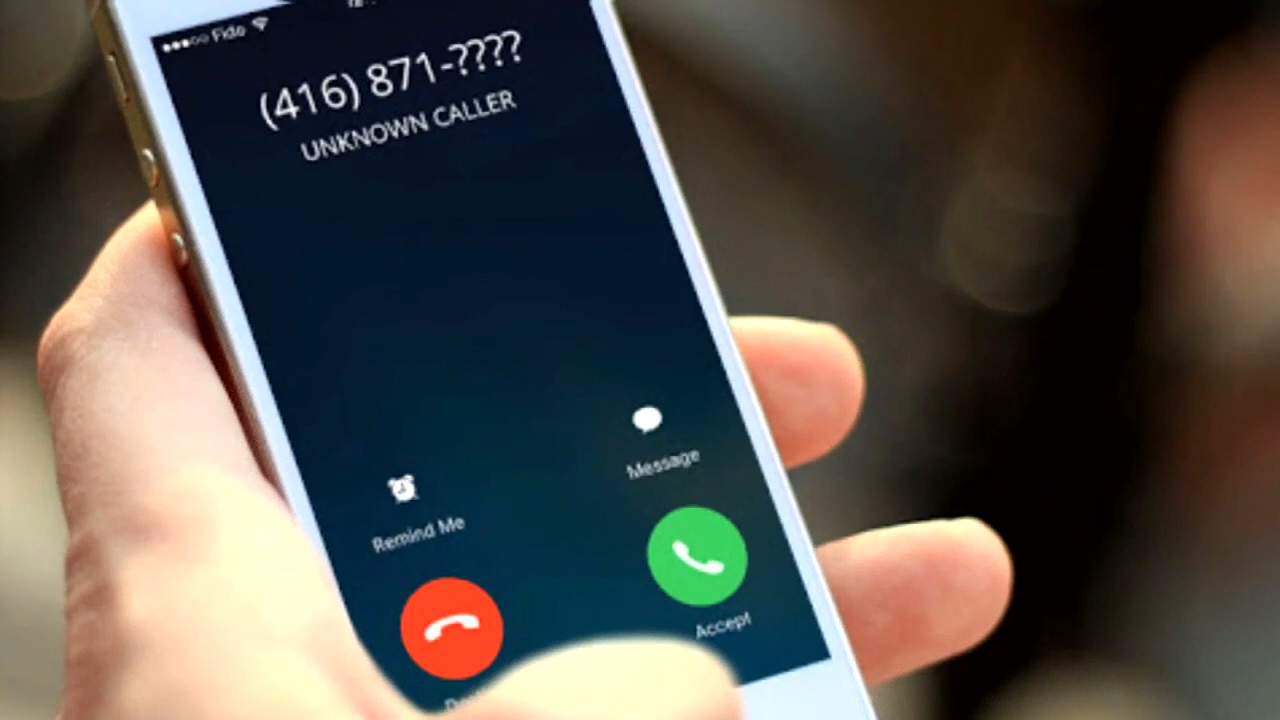 Fido
(416) 871-????
UNKNOWN CALLER
Message
Remind Me
Accept